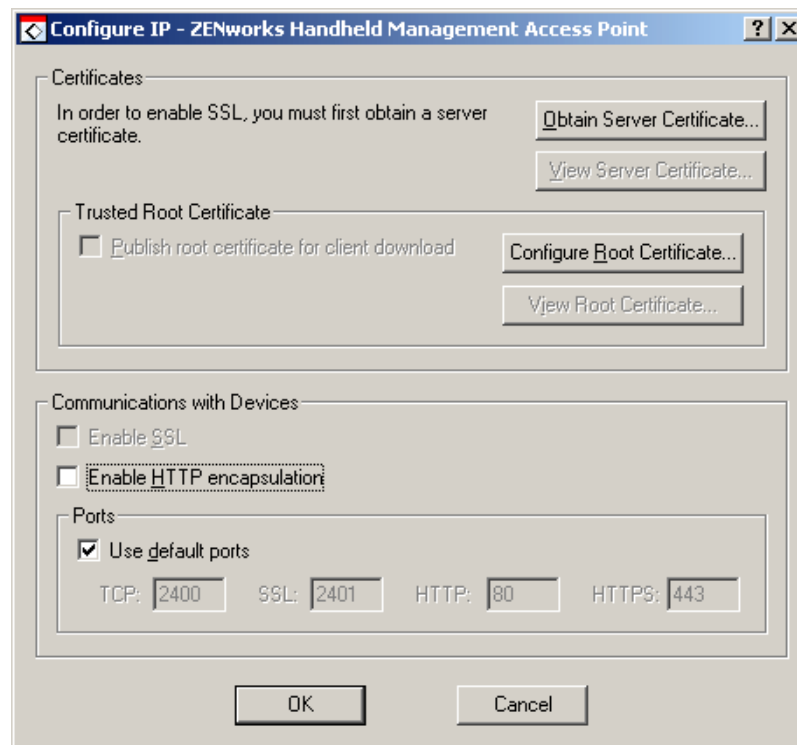 Configure IP - ZENworks Handheld Management Access Point
Certificates
In order to enable SSL, you must first obtain a server
certificate.
Obtain Server Certificate...
View Server Certificate...
Trusted Root Certificate
Publish root certificate for client download
Configure Root Certificate...
View Root Certificate...
Communications with Devices
Enable SSL
Enable HTTP encapsulation
Ports
Use default ports
TCP: 2400 SSL: 2401 HTTP: 80 HTTPS: 443
OK Cancel